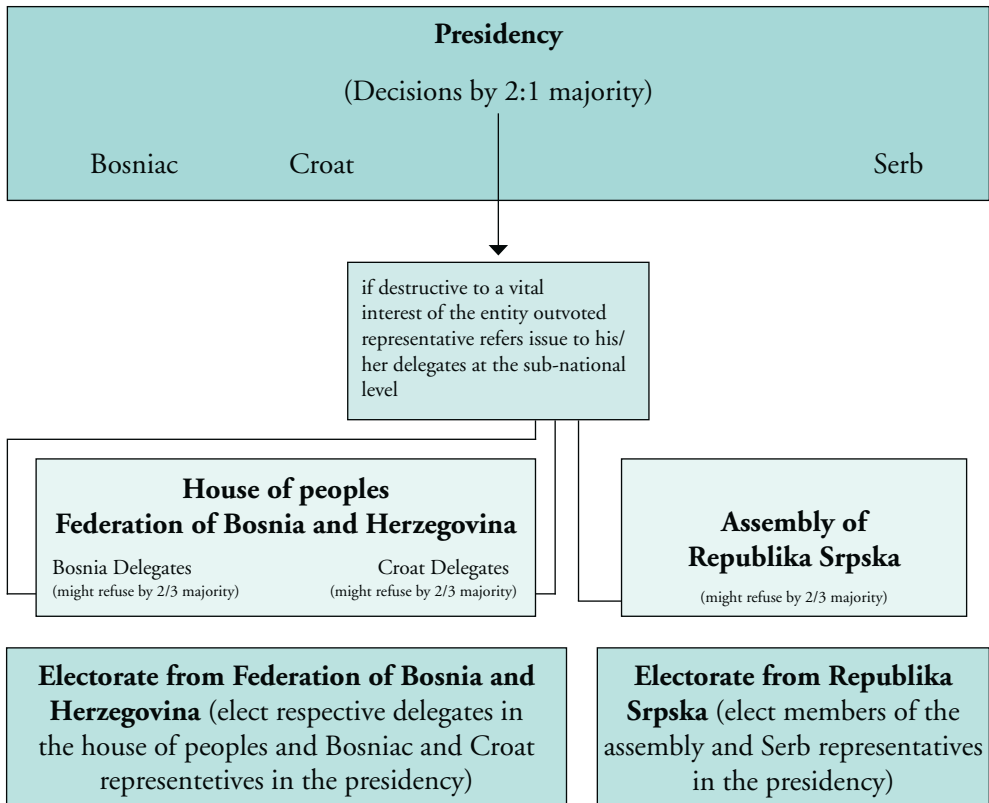 Presidency
(Decisions by 2:1 majority)
Bosniac Croat Serb
if destructive to a vital
interest of the entity outvoted
representative refers issue to his/
her delegates at the sub-national
level
House of peoples
Federation of Bosnia and Herzegovina
Bosnia Delegates Croat Delegates
(might refuse by 2/3 majority) (might refuse by 2/3 majority)
Assembly of
Republika Srpska
(might refuse by 2/3 majority)
Electorate from Federation of Bosnia and
Herzegovina (elect respective delegates in
the house of peoples and Bosniac and Croat
representetives in the presidency)
Electorate from Republika
Srpska (elect members of the
assembly and Serb representatives
in the presidency)